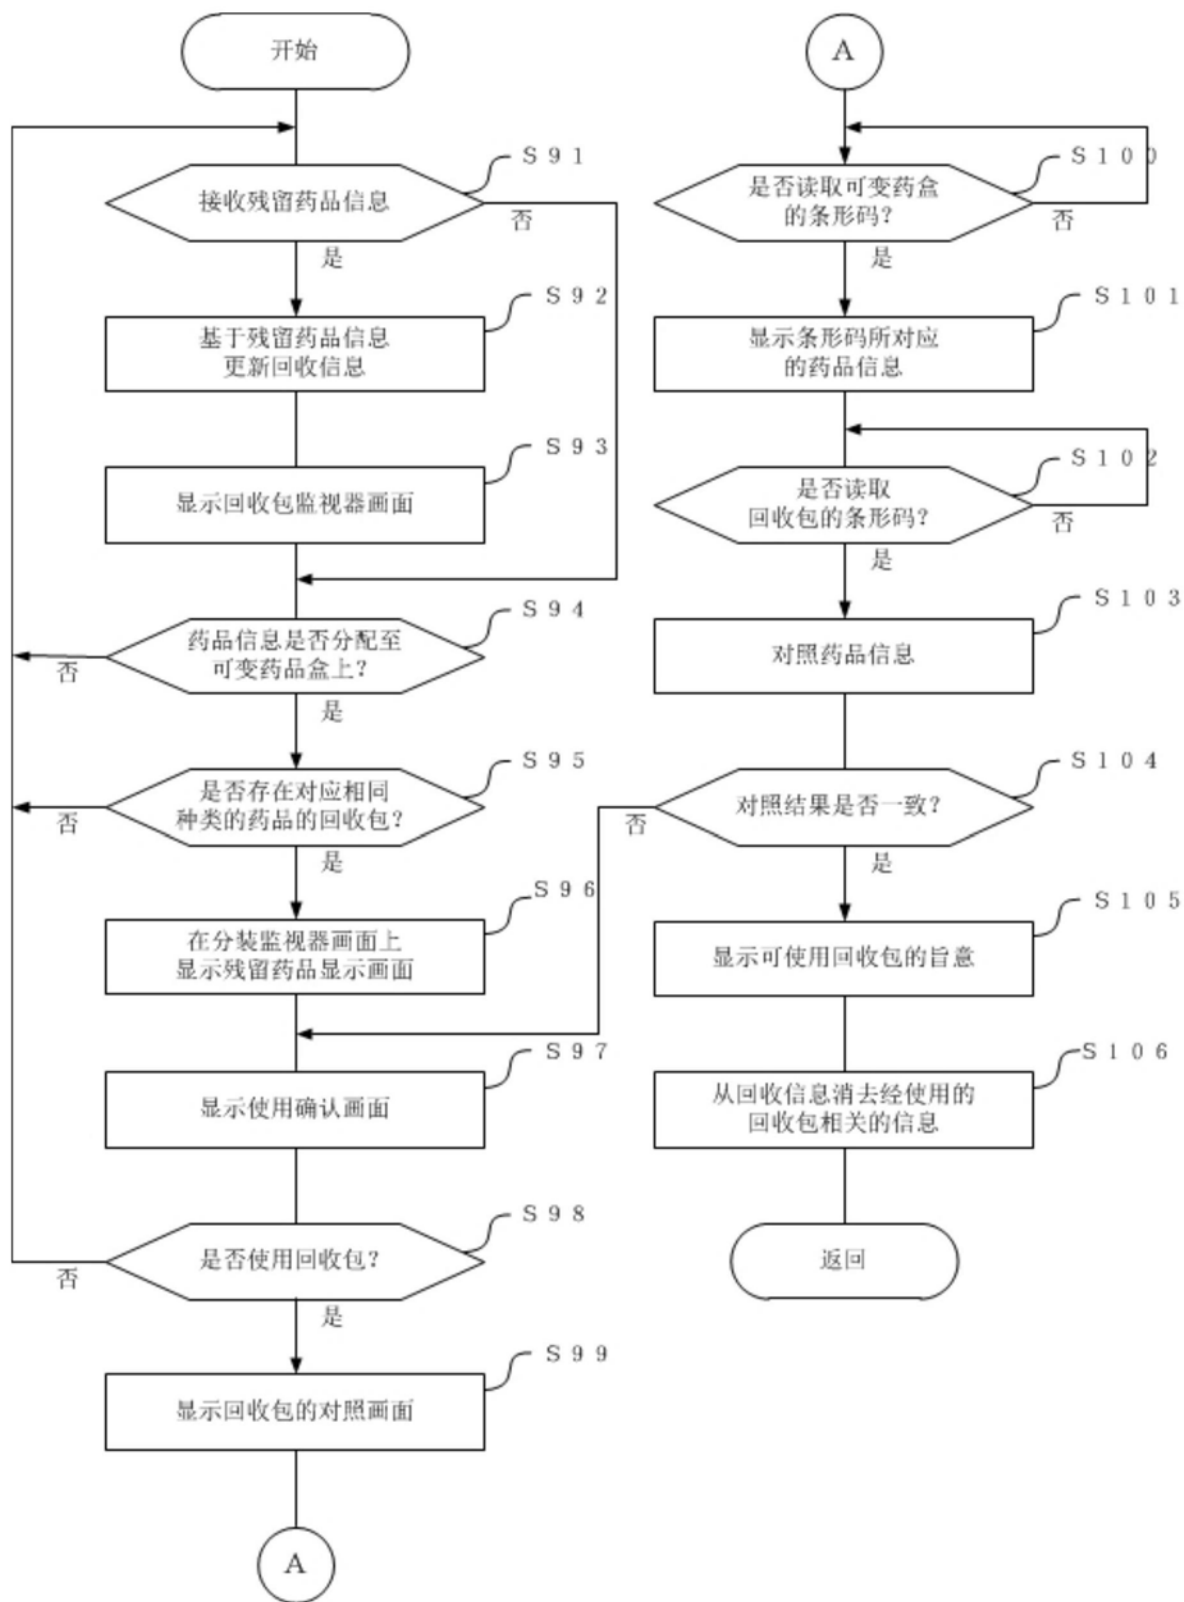 开始
S91
接收残留药品信息
否
是
S92
基于残留药品信息
更新回收信息
S93
显示回收包监视器画面
S94
药品信息是否分配至
可变药品盒上?
否
是
S95
是否存在对应相同
种类的药品的回收包?
否
是
S96
在分装监视器画面上
显示残留药品显示画面
S97
显示使用确认画面
S98
是否使用回收包?
否
是
S99
显示回收包的对照画面
A
A
S100
是否读取可变药盒
的条形码?
否
是
S101
显示条形码所对应
的药品信息
S102
是否读取
回收包的条形码?
否
是
S103
对照药品信息
S104
对照结果是否一致?
否
是
S105
显示可使用回收包的旨意
S106
从回收信息消去经使用的
回收包相关的信息
返回